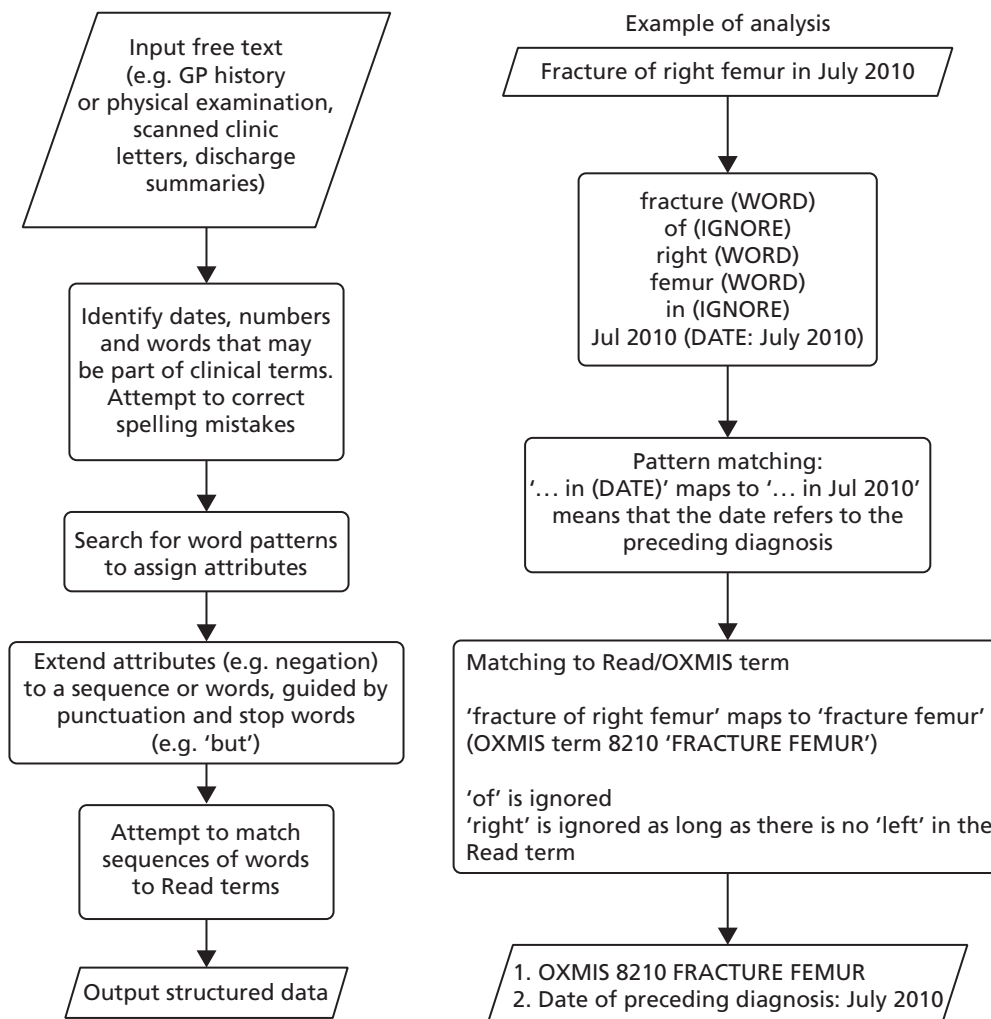 Input free text
(e.g. GP history
or physical examination,
scanned clinic
letters, discharge
summaries)
Identify dates, numbers
and words that may
be part of clinical terms.
Attempt to correct
spelling mistakes
Search for word patterns
to assign attributes
Extend attributes (e.g. negation)
to a sequence or words, guided by
punctuation and stop words
(e.g. ‘but’)
Attempt to match
sequences of words
to Read terms
Output structured data
Example of analysis
Fracture of right femur in July 2010
fracture (WORD)
of (IGNORE)
right (WORD)
femur (WORD)
in (IGNORE)
Jul 2010 (DATE: July 2010)
Pattern matching:
‘… in (DATE)’ maps to ‘… in Jul 2010’
means that the date refers to the
preceding diagnosis
Matching to Read/OXMIS term
‘fracture of right femur’ maps to ‘fracture femur’
(OXMIS term 8210 ‘FRACTURE FEMUR’)
‘of’ is ignored
‘right’ is ignored as long as there is no ‘left’ in the
Read term
1. OXMIS 8210 FRACTURE FEMUR
2. Date of preceding diagnosis: July 2010